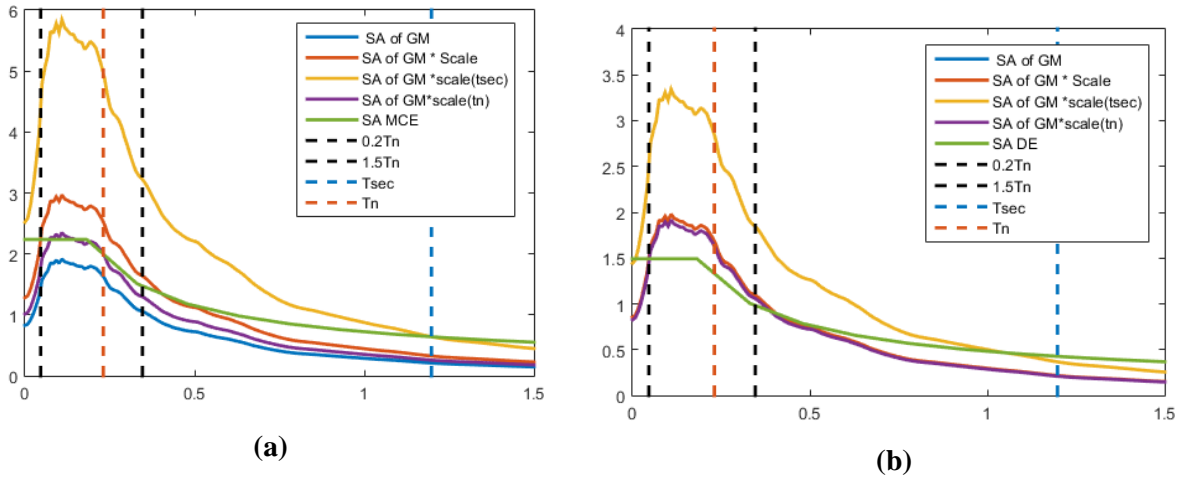 6
5
4
3
2
1
0
0
0.5
1
1.5
SA of GM
SA of GM * Scale
SA of GM *scale(tsec)
SA of GM*scale(tn)
SA MCE
0.2Tn
1.5Tn
Tsec
Tn
(a)
4
3.5
3
2.5
2
1.5
1
0.5
0
0
0.5
1
1.5
SA of GM
SA of GM * Scale
SA of GM *scale(tsec)
SA of GM*scale(tn)
SA DE
0.2Tn
1.5Tn
Tsec
Tn
(b)